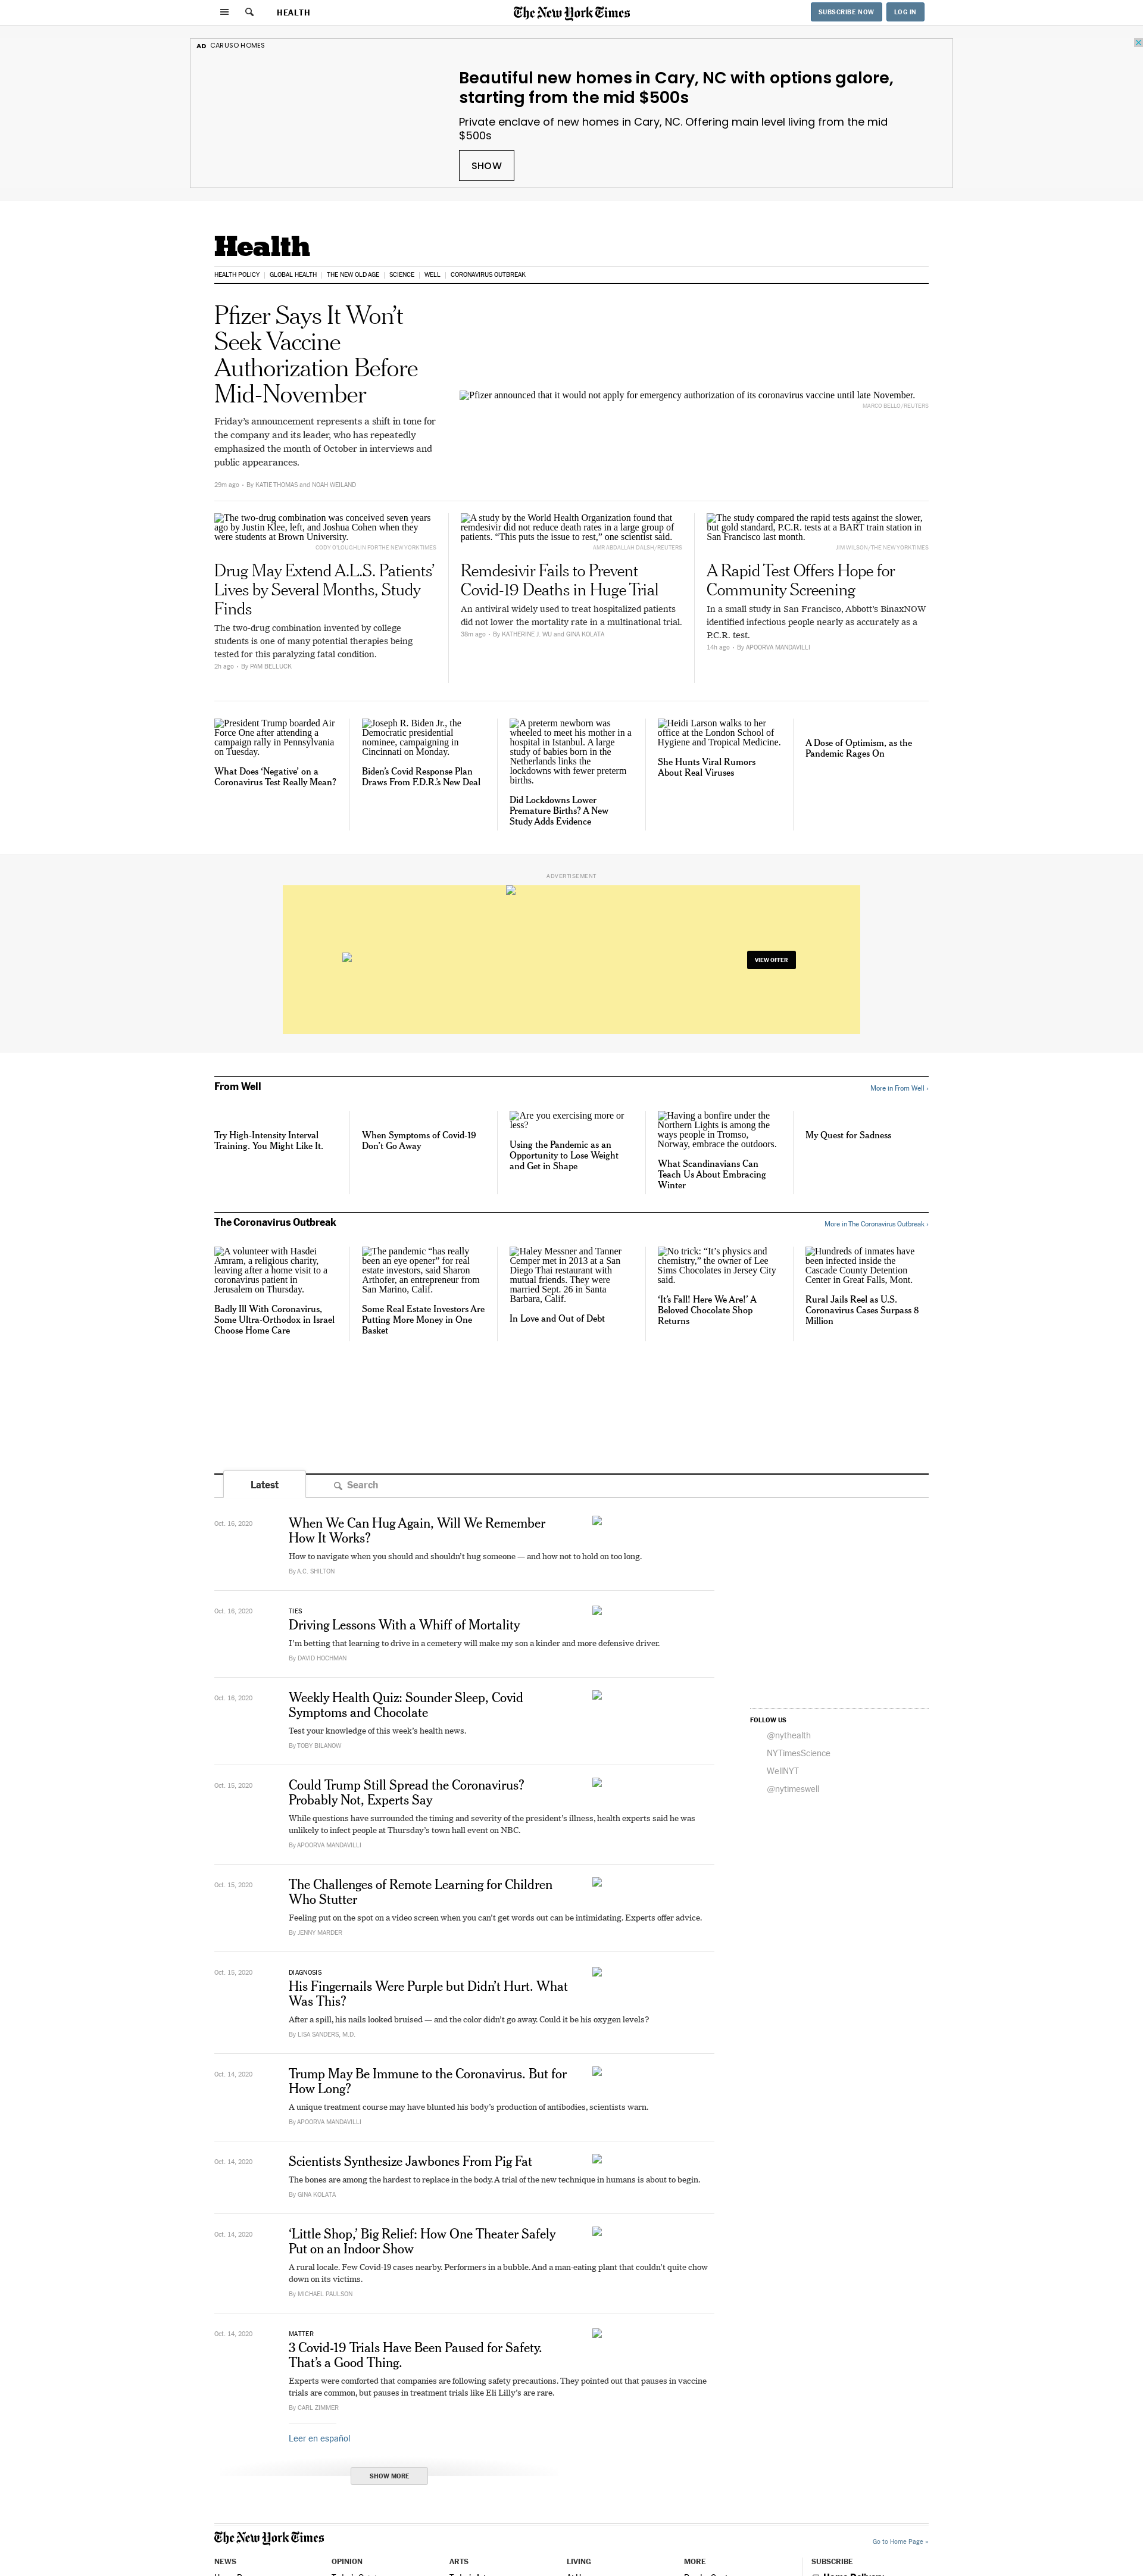 HEALTH
The New York Times
SUBSCRIBE NOW
LOG IN
AD CARUSO HOMES
Beautiful new homes in Cary, NC with options galore,
starting from the mid $500s
Private enclave of new homes in Cary, NC. Offering main level living from the mid
$500s
SHOW
Health
HEALTH POLICY | GLOBAL HEALTH | THE NEW OLD AGE | SCIENCE | WELL | CORONAVIRUS OUTBREAK
Pfizer Says It Won’t
Seek Vaccine
Authorization Before
Mid-November
Friday’s announcement represents a shift in tone for
the company and its leader, who has repeatedly
emphasized the month of October in interviews and
public appearances.
29m ago - By KATIE THOMAS and NOAH WEILAND
Pfizer announced that it would not apply for emergency authorization of its coronavirus vaccine until late November.
MARCO BELLO/REUTERS
The two-drug combination was conceived seven years
ago by Justin Klee, left, and Joshua Cohen when they
were students at Brown University.
CODY O'LOUGHLIN FOR THE NEW YORK TIMES
Drug May Extend A.L.S. Patients’
Lives by Several Months, Study
Finds
The two-drug combination invented by college
students is one of many potential therapies being
tested for this paralyzing fatal condition.
2h ago - By PAM BELLUCK
A study by the World Health Organization found that
remdesivir did not reduce death rates in a large group of
patients. “This puts the issue to rest,” one scientist said.
AMR ABDALLAH DALSH/REUTERS
Remdesivir Fails to Prevent
Covid-19 Deaths in Huge Trial
An antiviral widely used to treat hospitalized patients
did not lower the mortality rate in a multinational trial.
38m ago - By KATHERINE J. WU and GINA KOLATA
The study compared the rapid tests against the slower,
but gold standard, P.C.R. tests at a BART train station in
San Francisco last month.
JIM WILSON/THE NEW YORK TIMES
A Rapid Test Offers Hope for
Community Screening
In a small study in San Francisco, Abbott’s BinaxNOW
identified infectious people nearly as accurately as a
P.C.R. test.
14h ago - By APOORVA MANDAVILLI
President Trump boarded Air
Force One after attending a
campaign rally in Pennsylvania
on Tuesday.
What Does ‘Negative’ on a
Coronavirus Test Really Mean?
Joseph R. Biden Jr., the
Democratic presidential
nominee, campaigning in
Cincinnati on Monday.
Biden’s Covid Response Plan
Draws From F.D.R.’s New Deal
A preterm newborn was
wheeled to meet his mother in a
hospital in Istanbul. A large
study of babies born in the
Netherlands links the
lockdowns with fewer preterm
births.
Did Lockdowns Lower
Premature Births? A New
Study Adds Evidence
Heidi Larson walks to her
office at the London School of
Hygiene and Tropical Medicine.
She Hunts Viral Rumors
About Real Viruses
A Dose of Optimism, as the
Pandemic Rages On
ADVERTISEMENT
VIEW OFFER
From Well
More in From Well ›
Try High-Intensity Interval
Training. You Might Like It.
When Symptoms of Covid-19
Don’t Go Away
Are you exercising more or
less?
Using the Pandemic as an
Opportunity to Lose Weight
and Get in Shape
Having a bonfire under the
Northern Lights is among the
ways people in Tromso,
Norway, embrace the outdoors.
What Scandinavians Can
Teach Us About Embracing
Winter
My Quest for Sadness
The Coronavirus Outbreak
More in The Coronavirus Outbreak ›
A volunteer with Hasdei
Amram, a religious charity,
leaving after a home visit to a
coronavirus patient in
Jerusalem on Thursday.
Badly Ill With Coronavirus,
Some Ultra-Orthodox in Israel
Choose Home Care
The pandemic “has really
been an eye opener” for real
estate investors, said Sharon
Arthofer, an entrepreneur from
San Marino, Calif.
Some Real Estate Investors Are
Putting More Money in One
Basket
Haley Messner and Tanner
Cemper met in 2013 at a San
Diego Thai restaurant with
mutual friends. They were
married Sept. 26 in Santa
Barbara, Calif.
In Love and Out of Debt
No trick: “It’s physics and
chemistry,” the owner of Lee
Sims Chocolates in Jersey City
said.
‘It’s Fall! Here We Are!’ A
Beloved Chocolate Shop
Returns
Hundreds of inmates have
been infected inside the
Cascade County Detention
Center in Great Falls, Mont.
Rural Jails Reel as U.S.
Coronavirus Cases Surpass 8
Million
Latest
Search
Oct. 16, 2020
When We Can Hug Again, Will We Remember
How It Works?
How to navigate when you should and shouldn’t hug someone — and how not to hold on too long.
By A.C. SHILTON
Oct. 16, 2020
TIES
Driving Lessons With a Whiff of Mortality
I’m betting that learning to drive in a cemetery will make my son a kinder and more defensive driver.
By DAVID HOCHMAN
Oct. 16, 2020
Weekly Health Quiz: Sounder Sleep, Covid
Symptoms and Chocolate
Test your knowledge of this week’s health news.
By TOBY BILANOW
FOLLOW US
@nythealth
NYTimesScience
WellNYT
@nytimeswell
Oct. 15, 2020
Could Trump Still Spread the Coronavirus?
Probably Not, Experts Say
While questions have surrounded the timing and severity of the president’s illness, health experts said he was
unlikely to infect people at Thursday’s town hall event on NBC.
By APOORVA MANDAVILLI
Oct. 15, 2020
The Challenges of Remote Learning for Children
Who Stutter
Feeling put on the spot on a video screen when you can’t get words out can be intimidating. Experts offer advice.
By JENNY MARDER
Oct. 15, 2020
DIAGNOSIS
His Fingernails Were Purple but Didn’t Hurt. What
Was This?
After a spill, his nails looked bruised — and the color didn’t go away. Could it be his oxygen levels?
By LISA SANDERS, M.D.
Oct. 14, 2020
Trump May Be Immune to the Coronavirus. But for
How Long?
A unique treatment course may have blunted his body’s production of antibodies, scientists warn.
By APOORVA MANDAVILLI
Oct. 14, 2020
Scientists Synthesize Jawbones From Pig Fat
The bones are among the hardest to replace in the body. A trial of the new technique in humans is about to begin.
By GINA KOLATA
Oct. 14, 2020
‘Little Shop,’ Big Relief: How One Theater Safely
Put on an Indoor Show
A rural locale. Few Covid-19 cases nearby. Performers in a bubble. And a man-eating plant that couldn’t quite chow
down on its victims.
By MICHAEL PAULSON
Oct. 14, 2020
MATTER
3 Covid-19 Trials Have Been Paused for Safety.
That’s a Good Thing.
Experts were comforted that companies are following safety precautions. They pointed out that pauses in vaccine
trials are common, but pauses in treatment trials like Eli Lilly’s are rare.
By CARL ZIMMER
Leer en español
SHOW MORE
The New York Times
Go to Home Page »
NEWS
OPINION
ARTS
LIVING
MORE
SUBSCRIBE